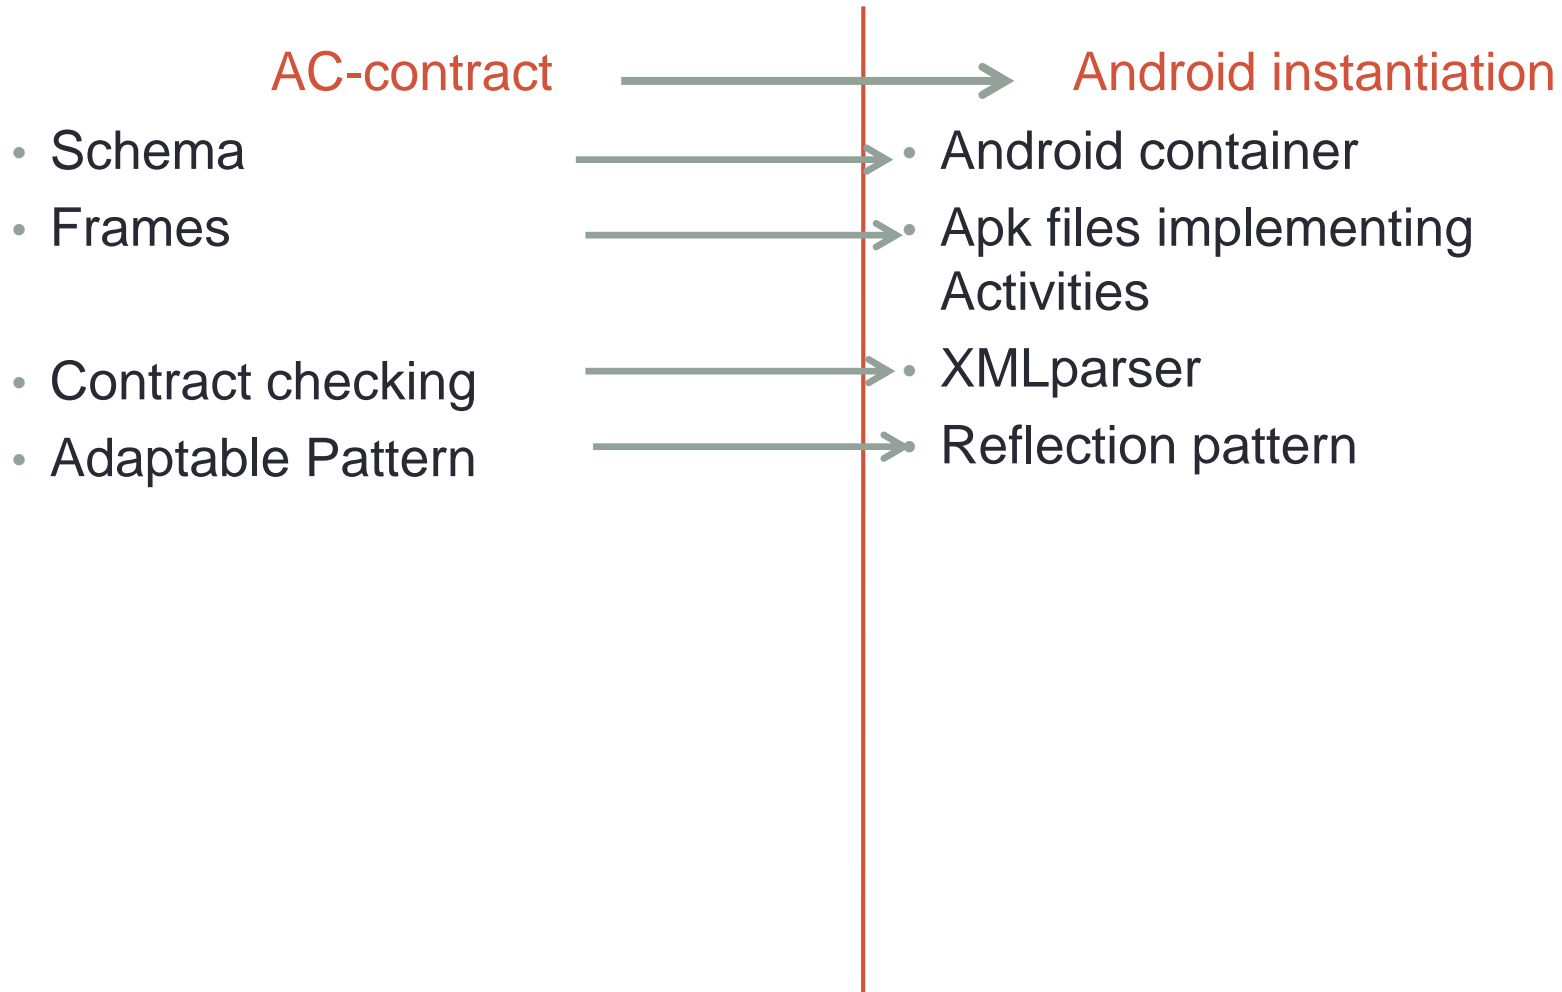 AC-contract
Android instantiation
• Schema
• Android container
• Frames
• Apk files implementing
Activities
• Contract checking
• XMLparser
• Adaptable Pattern
• Reflection pattern